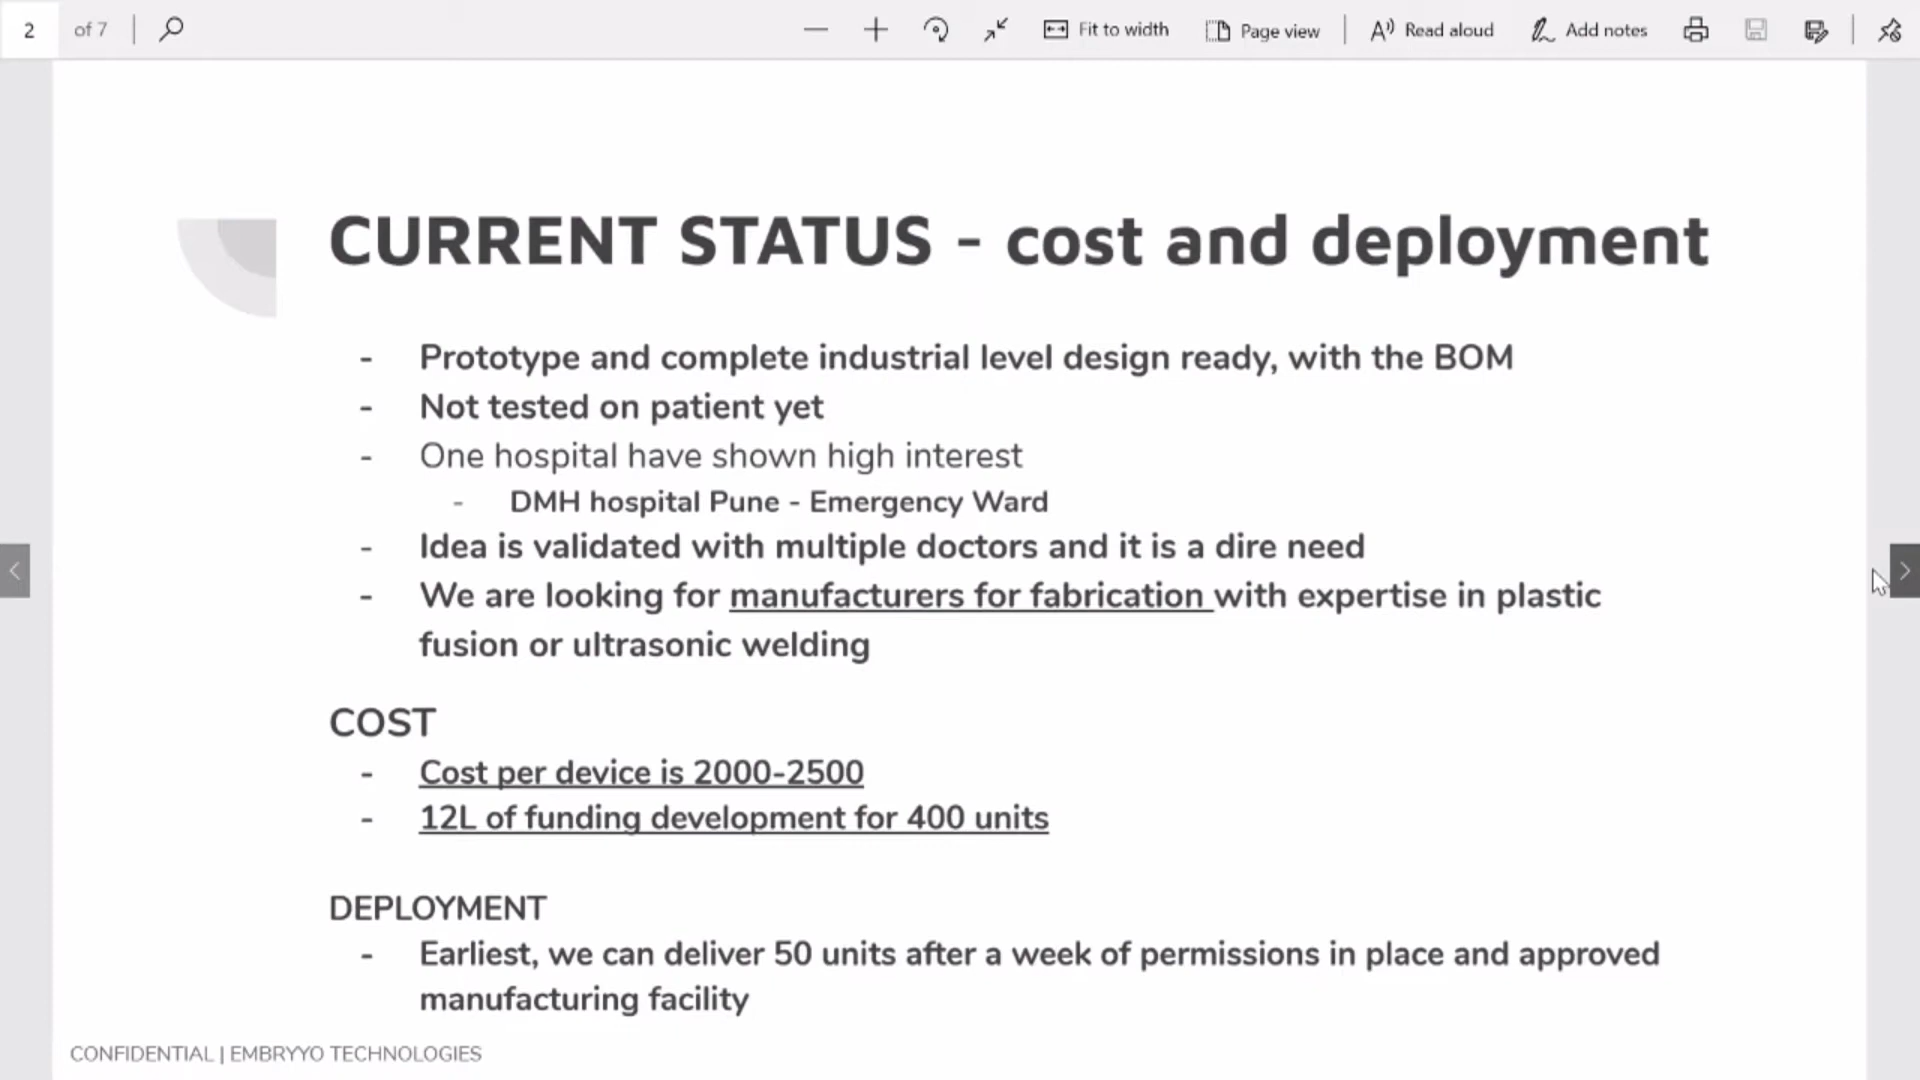 2 of 7 Fit to width Page view Read aloud Add notes
CURRENT STATUS - cost and deployment
- Prototype and complete industrial level design ready, with the BOM
- Not tested on patient yet
- One hospital have shown high interest
- DMH hospital Pune - Emergency Ward
- Idea is validated with multiple doctors and it is a dire need
- We are looking for manufacturers for fabrication with expertise in plastic
fusion or ultrasonic welding
COST
- Cost per device is 2000-2500
- 12L of funding development for 400 units
DEPLOYMENT
- Earliest, we can deliver 50 units after a week of permissions in place and approved
manufacturing facility
CONFIDENTIAL | EMBRYYO TECHNOLOGIES